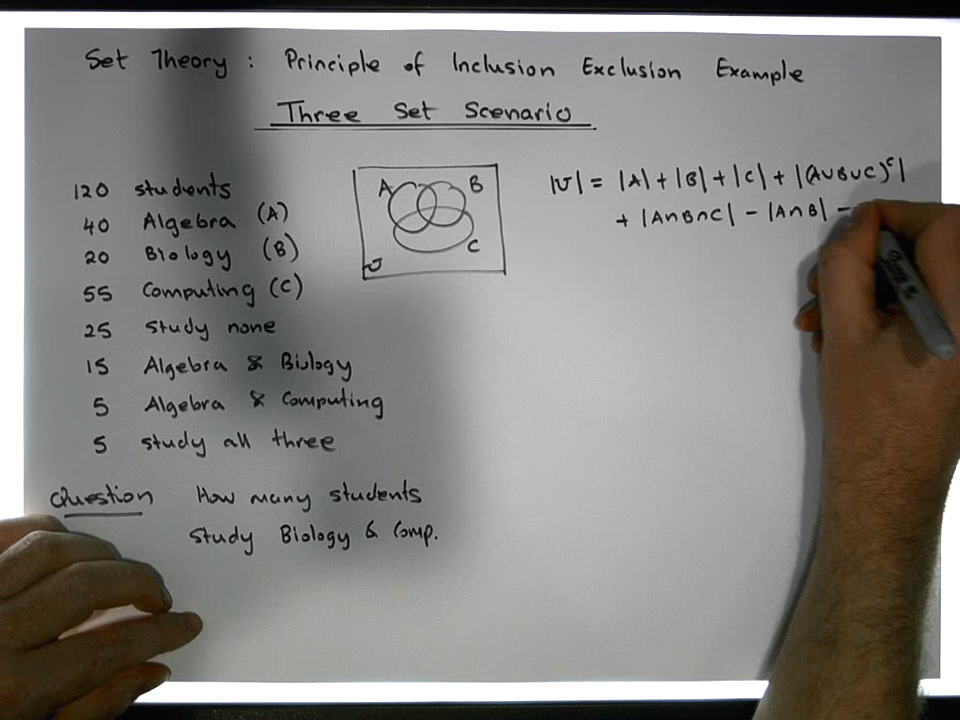 Set Theory : Principle of Inclusion Exclusion Example
Three Set Scenario
120 students
40 Algebra (A)
20 Biology (B)
55 Computing (C)
25 study none
15 Algebra & Biology
5 Algebra & Computing
5 study all three
Question How many students
study Biology & Comp.
A B
C
U
|U| = |A| + |B| + |C| + |(A∪B∪C)ᶜ|
+ |A∩B∩C| - |A∩B| -